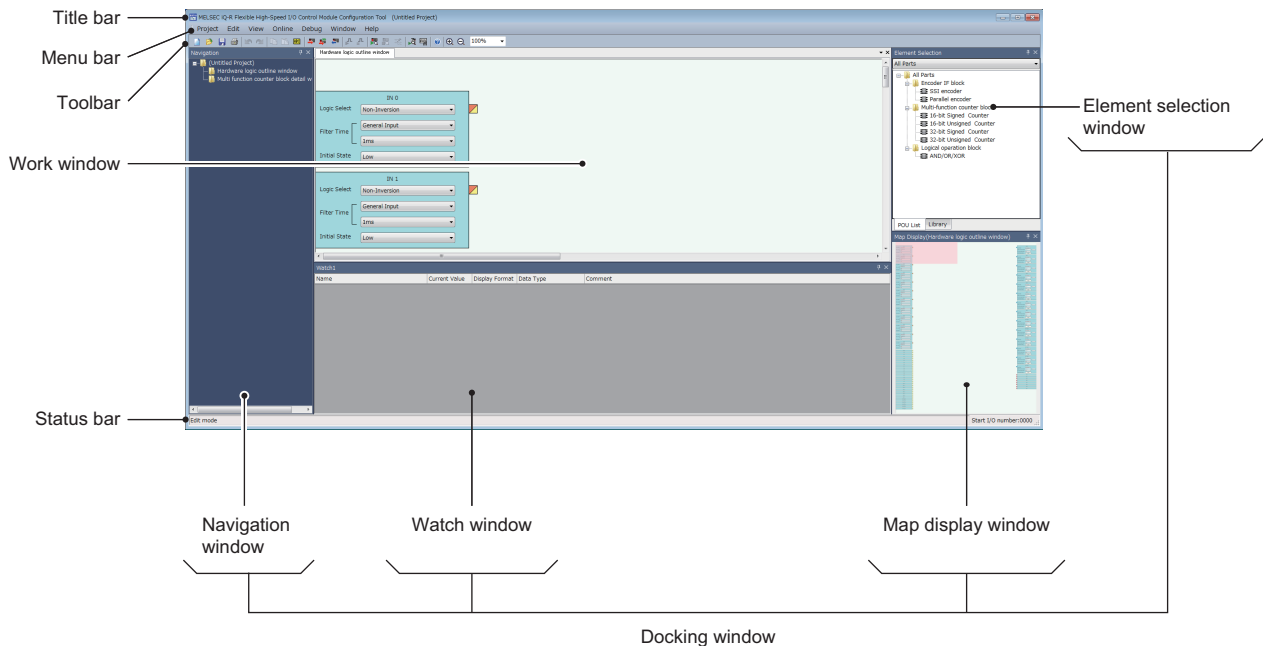 Title bar
MELSEC iQ-R Flexible High-Speed I/O Control Module Configuration Tool (Untitled Project)
Menu bar
Project Edit View Online Debug Window Help
Toolbar
100%
Navigation
(Untitled Project)
Hardware logic outline window
Multi function counter block detail w
Hardware logic outline window
IN 0
Logic Select
Non-Inversion
Filter Time
General Input
1ms
Initial State
Low
IN 1
Logic Select
Non-Inversion
Filter Time
General Input
1ms
Initial State
Low
Work window
Element Selection
All Parts
All Parts
Encoder IF block
SSI encoder
Parallel encoder
Multi-function counter block
16-bit Signed Counter
16-bit Unsigned Counter
32-bit Signed Counter
32-bit Unsigned Counter
Logical operation block
AND/OR/XOR
POU List
Library
Element selection
window
Map Display(Hardware logic outline window)
Watch1
Name
Current Value
Display Format
Data Type
Comment
Status bar
Edit mode
Start I/O number:0000
Navigation
window
Watch window
Map display window
Docking window